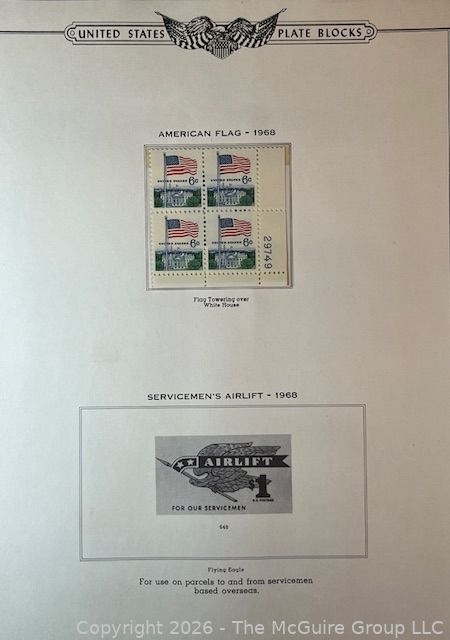 UNITED STATES PLATE BLOCKS
AMERICAN FLAG - 1968
UNITED STATES 6c UNITED STATES 6c
UNITED STATES 6c UNITED STATES 6c
29749
Flag Towering over
White House
SERVICEMEN'S AIRLIFT - 1968
AIRLIFT
$1
U.S. POSTAGE
FOR OUR SERVICEMEN
Flying Eagle
For use on parcels to and from servicemen
based overseas.
Copyright 2026 - The McGuire Group LLC